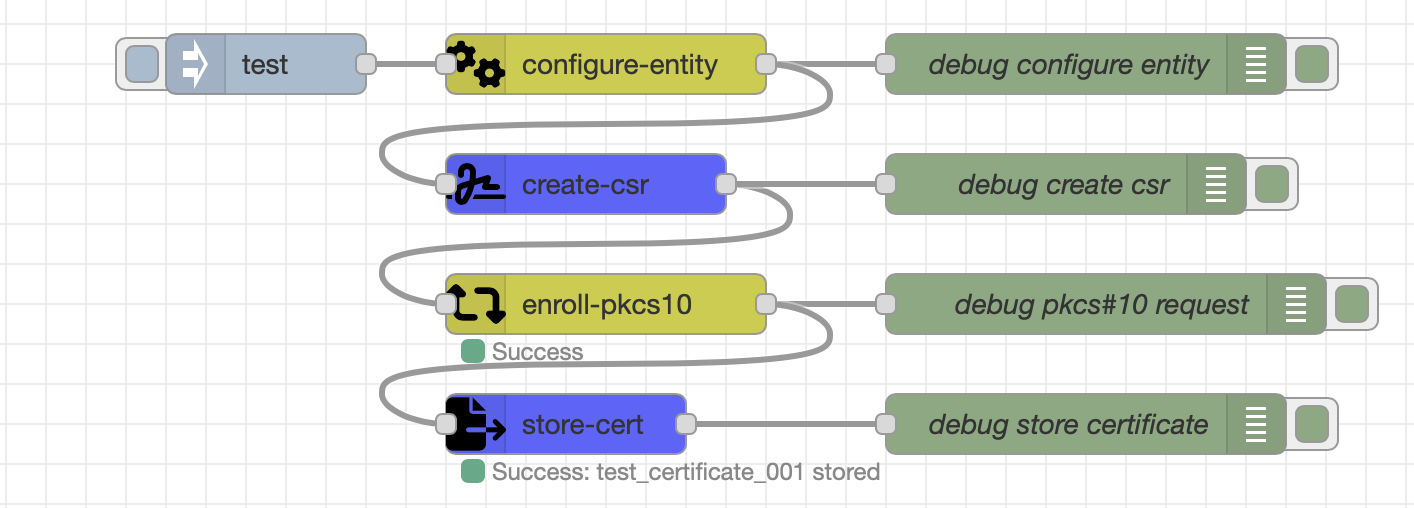 test
configure-entity
debug configure entity
create-csr
debug create csr
enroll-pkcs10
debug pkcs#10 request
Success
store-cert
debug store certificate
Success: test_certificate_001 stored